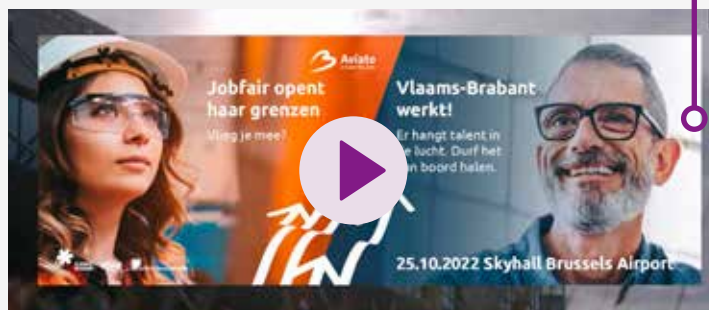 Aviato
Jobfair opent
haar grenzen
Vlieg je mee?
Vlaams-Brabant
werkt!
Er hangt talent in
de lucht. Durf het
aan boord halen.
25.10.2022 Skyhall Brussels Airport